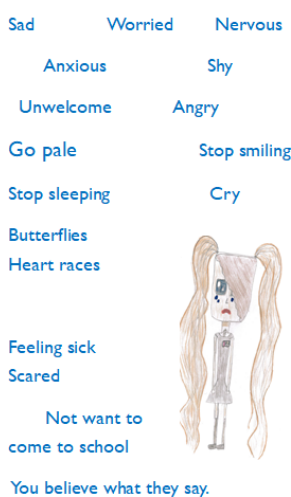 Sad Worried Nervous
Anxious Shy
Unwelcome Angry
Go pale Stop smiling
Stop sleeping Cry
Butterflies
Heart races
Feeling sick
Scared
Not want to
come to school
You believe what they say.